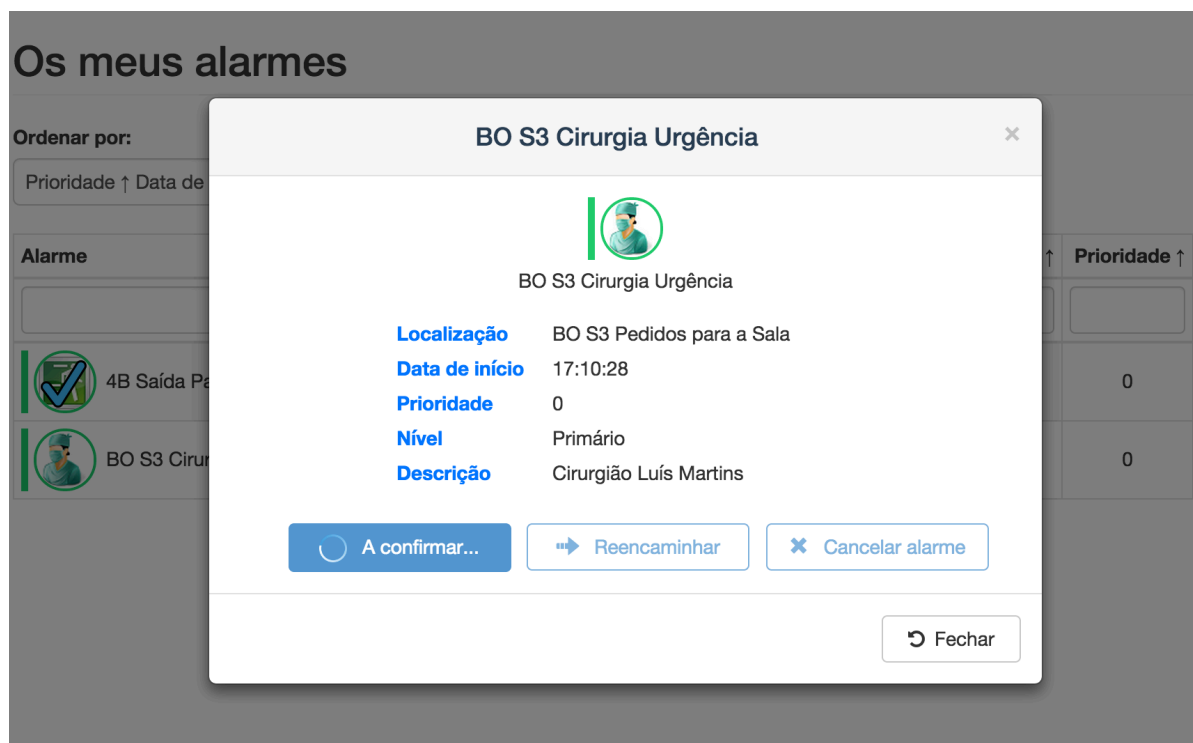 Os meus alarmes
Ordenar por:
Prioridade ↑ Data de
Alarme
↑ Prioridade ↑
4B Saída
0
BO S3
0
BO S3 Cirurgia Urgência ×
BO S3 Cirurgia Urgência
Localização BO S3 Pedidos para a Sala
Data de início 17:10:28
Prioridade 0
Nível Primário
Descrição Cirurgião Luís Martins
A confirmar... Reencaminhar Cancelar alarme
Fechar